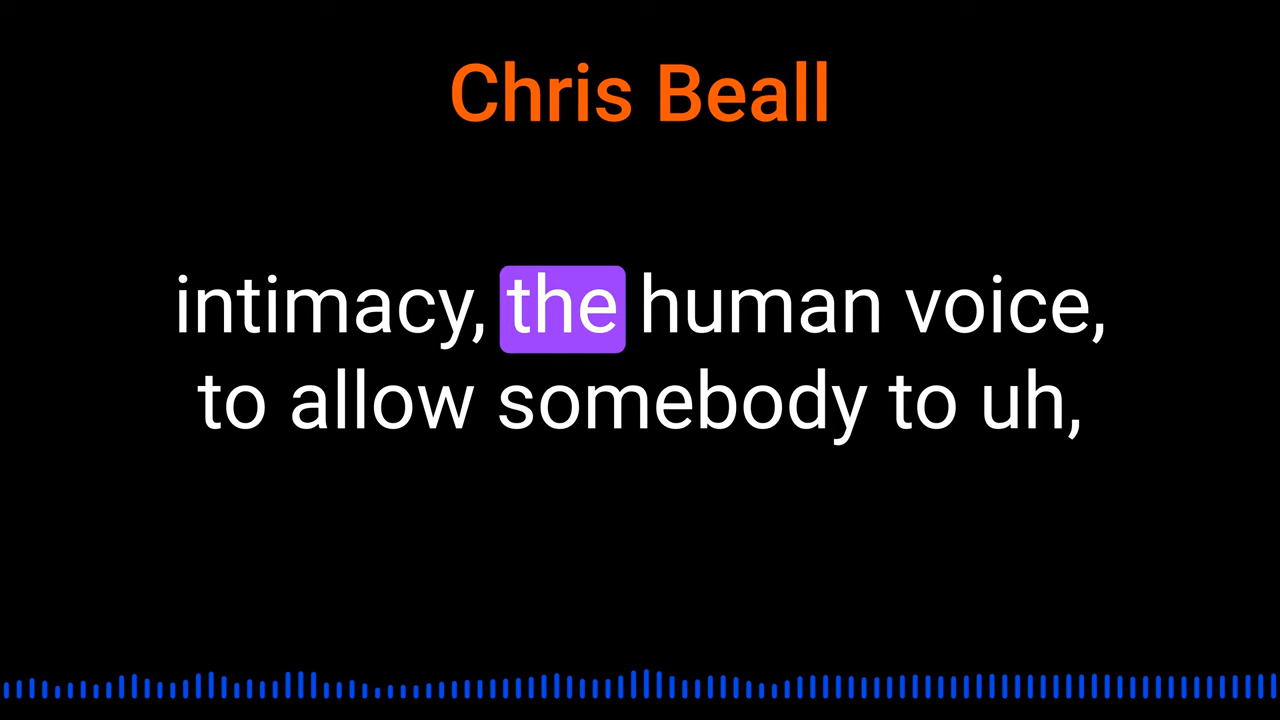 Chris Beall
intimacy, the human voice,
to allow somebody to uh,